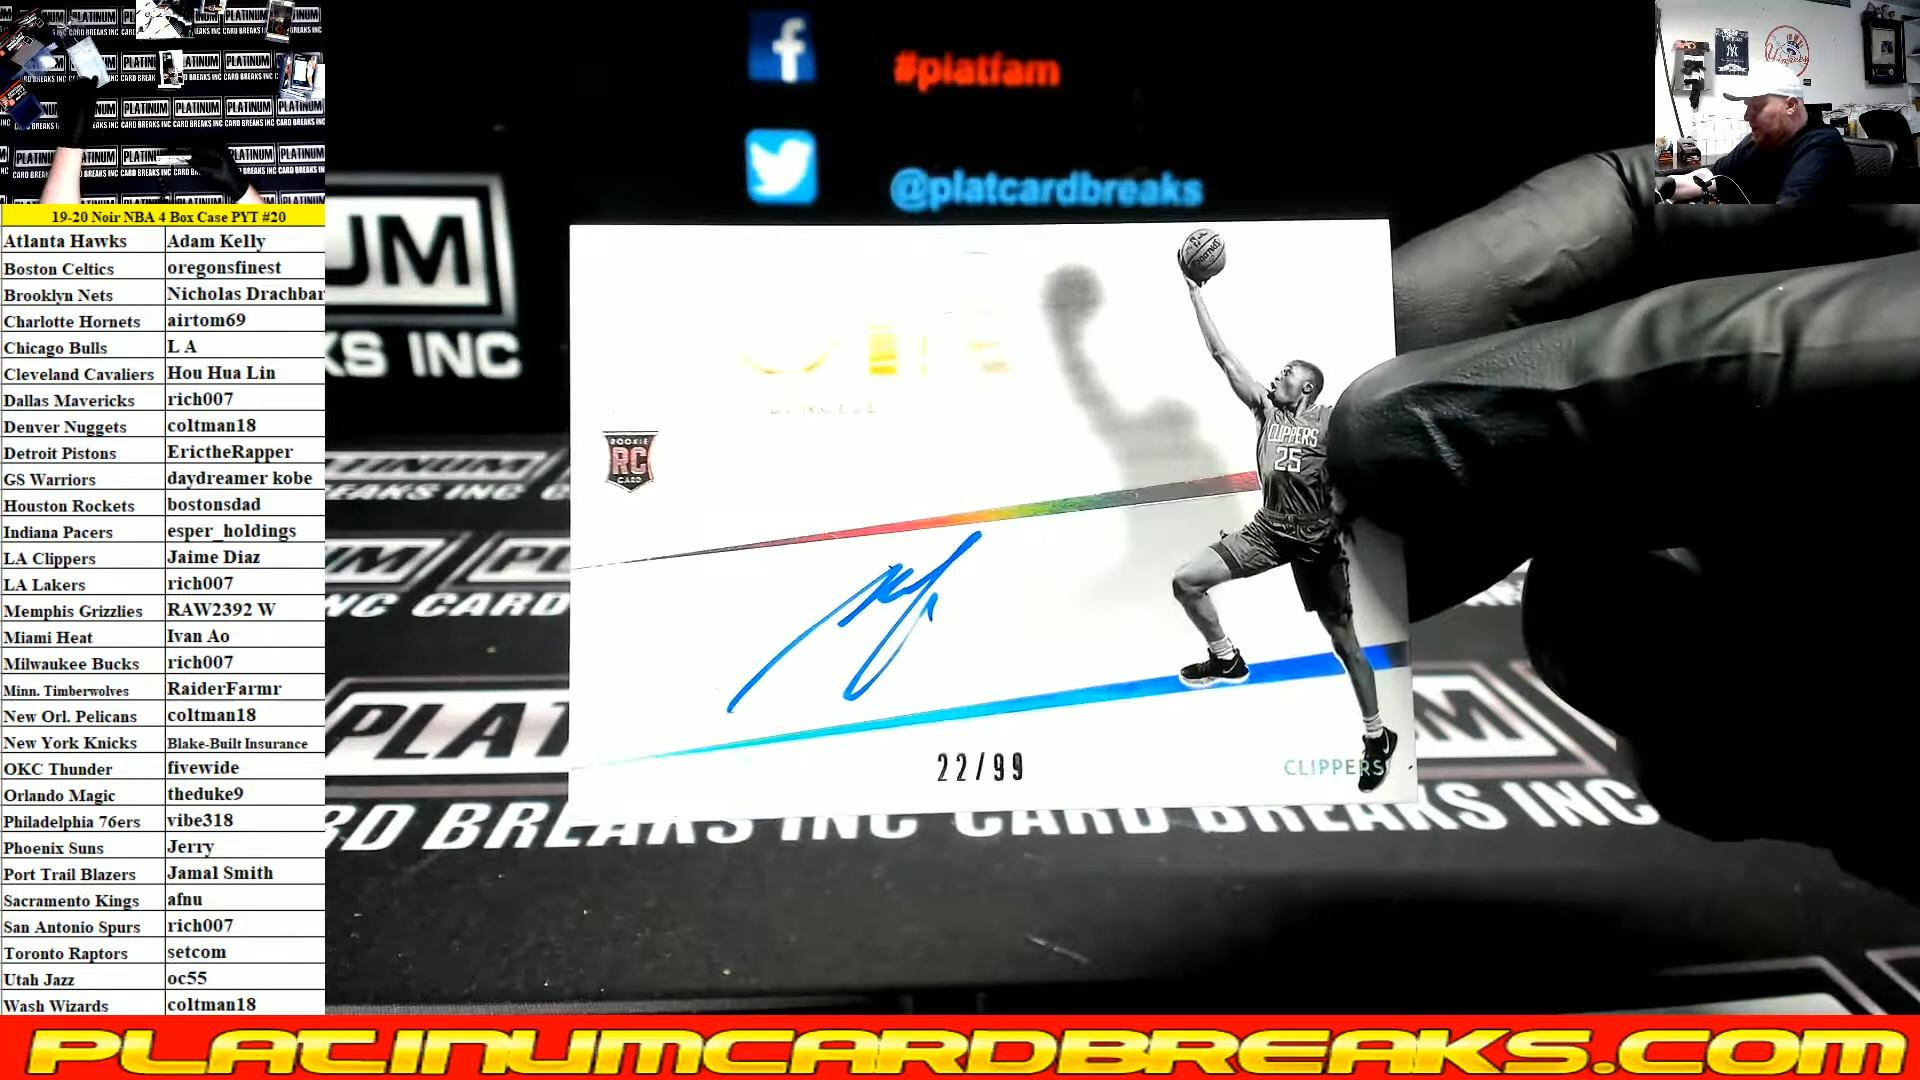 #platfam
@platcardbreaks
19-20 Noir NBA 4 Box Case PYT #20
Atlanta Hawks Adam Kelly
Boston Celtics oregonsfinest
Brooklyn Nets Nicholas Drachbar
Charlotte Hornets airtom69
Chicago Bulls L A
Cleveland Cavaliers Hou Hua Lin
Dallas Mavericks rich007
Denver Nuggets coltman18
Detroit Pistons ErictheRapper
GS Warriors daydreamer kobe
Houston Rockets bostonsdad
Indiana Pacers esper_holdings
LA Clippers Jaime Diaz
LA Lakers rich007
Memphis Grizzlies RAW2392 W
Miami Heat Ivan Ao
Milwaukee Bucks rich007
Minn. Timberwolves RaiderFarmr
New Orl. Pelicans coltman18
New York Knicks Blake-Built Insurance
OKC Thunder fivewide
Orlando Magic theduke9
Philadelphia 76ers vibe318
Phoenix Suns Jerry
Port Trail Blazers Jamal Smith
Sacramento Kings afnu
San Antonio Spurs rich007
Toronto Raptors setcom
Utah Jazz oc55
Wash Wizards coltman18
ROOKIE
RC
CARD
CLIPPERS
25
22/99
CLIPPERS
CARD BREAKS INC CARD BREAKS INC
PLATINUMCARDBREAKS.COM